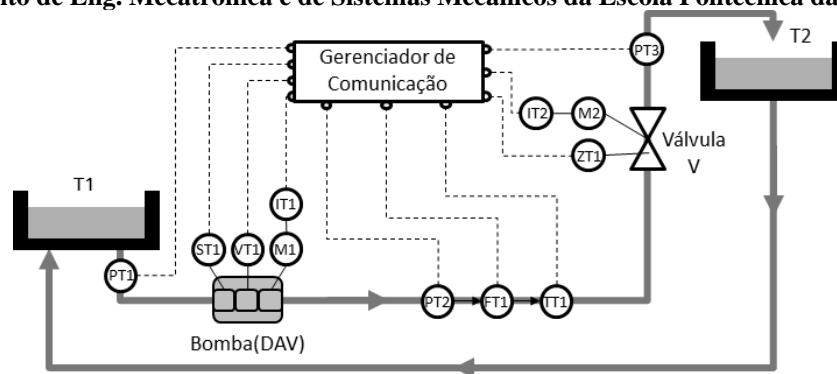 to de Eng. Mecatrônica e de Sistemas Mecânicos da Escola Politécnica da
T2
Gerenciador de
Comunicação
PT3
IT2
M2
ZT1
Válvula
V
T1
IT1
ST1
VT1
M1
PT1
PT2
FT1
TT1
Bomba(DAV)